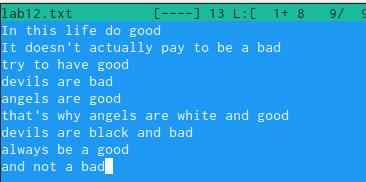 lab12.txt [----] 13 L:[ 1+ 8 9/ 9
In this life do good
It doesn't actually pay to be a bad
try to have good
devils are bad
angels are good
that's why angels are white and good
devils are black and bad
always be a good
and not a bad